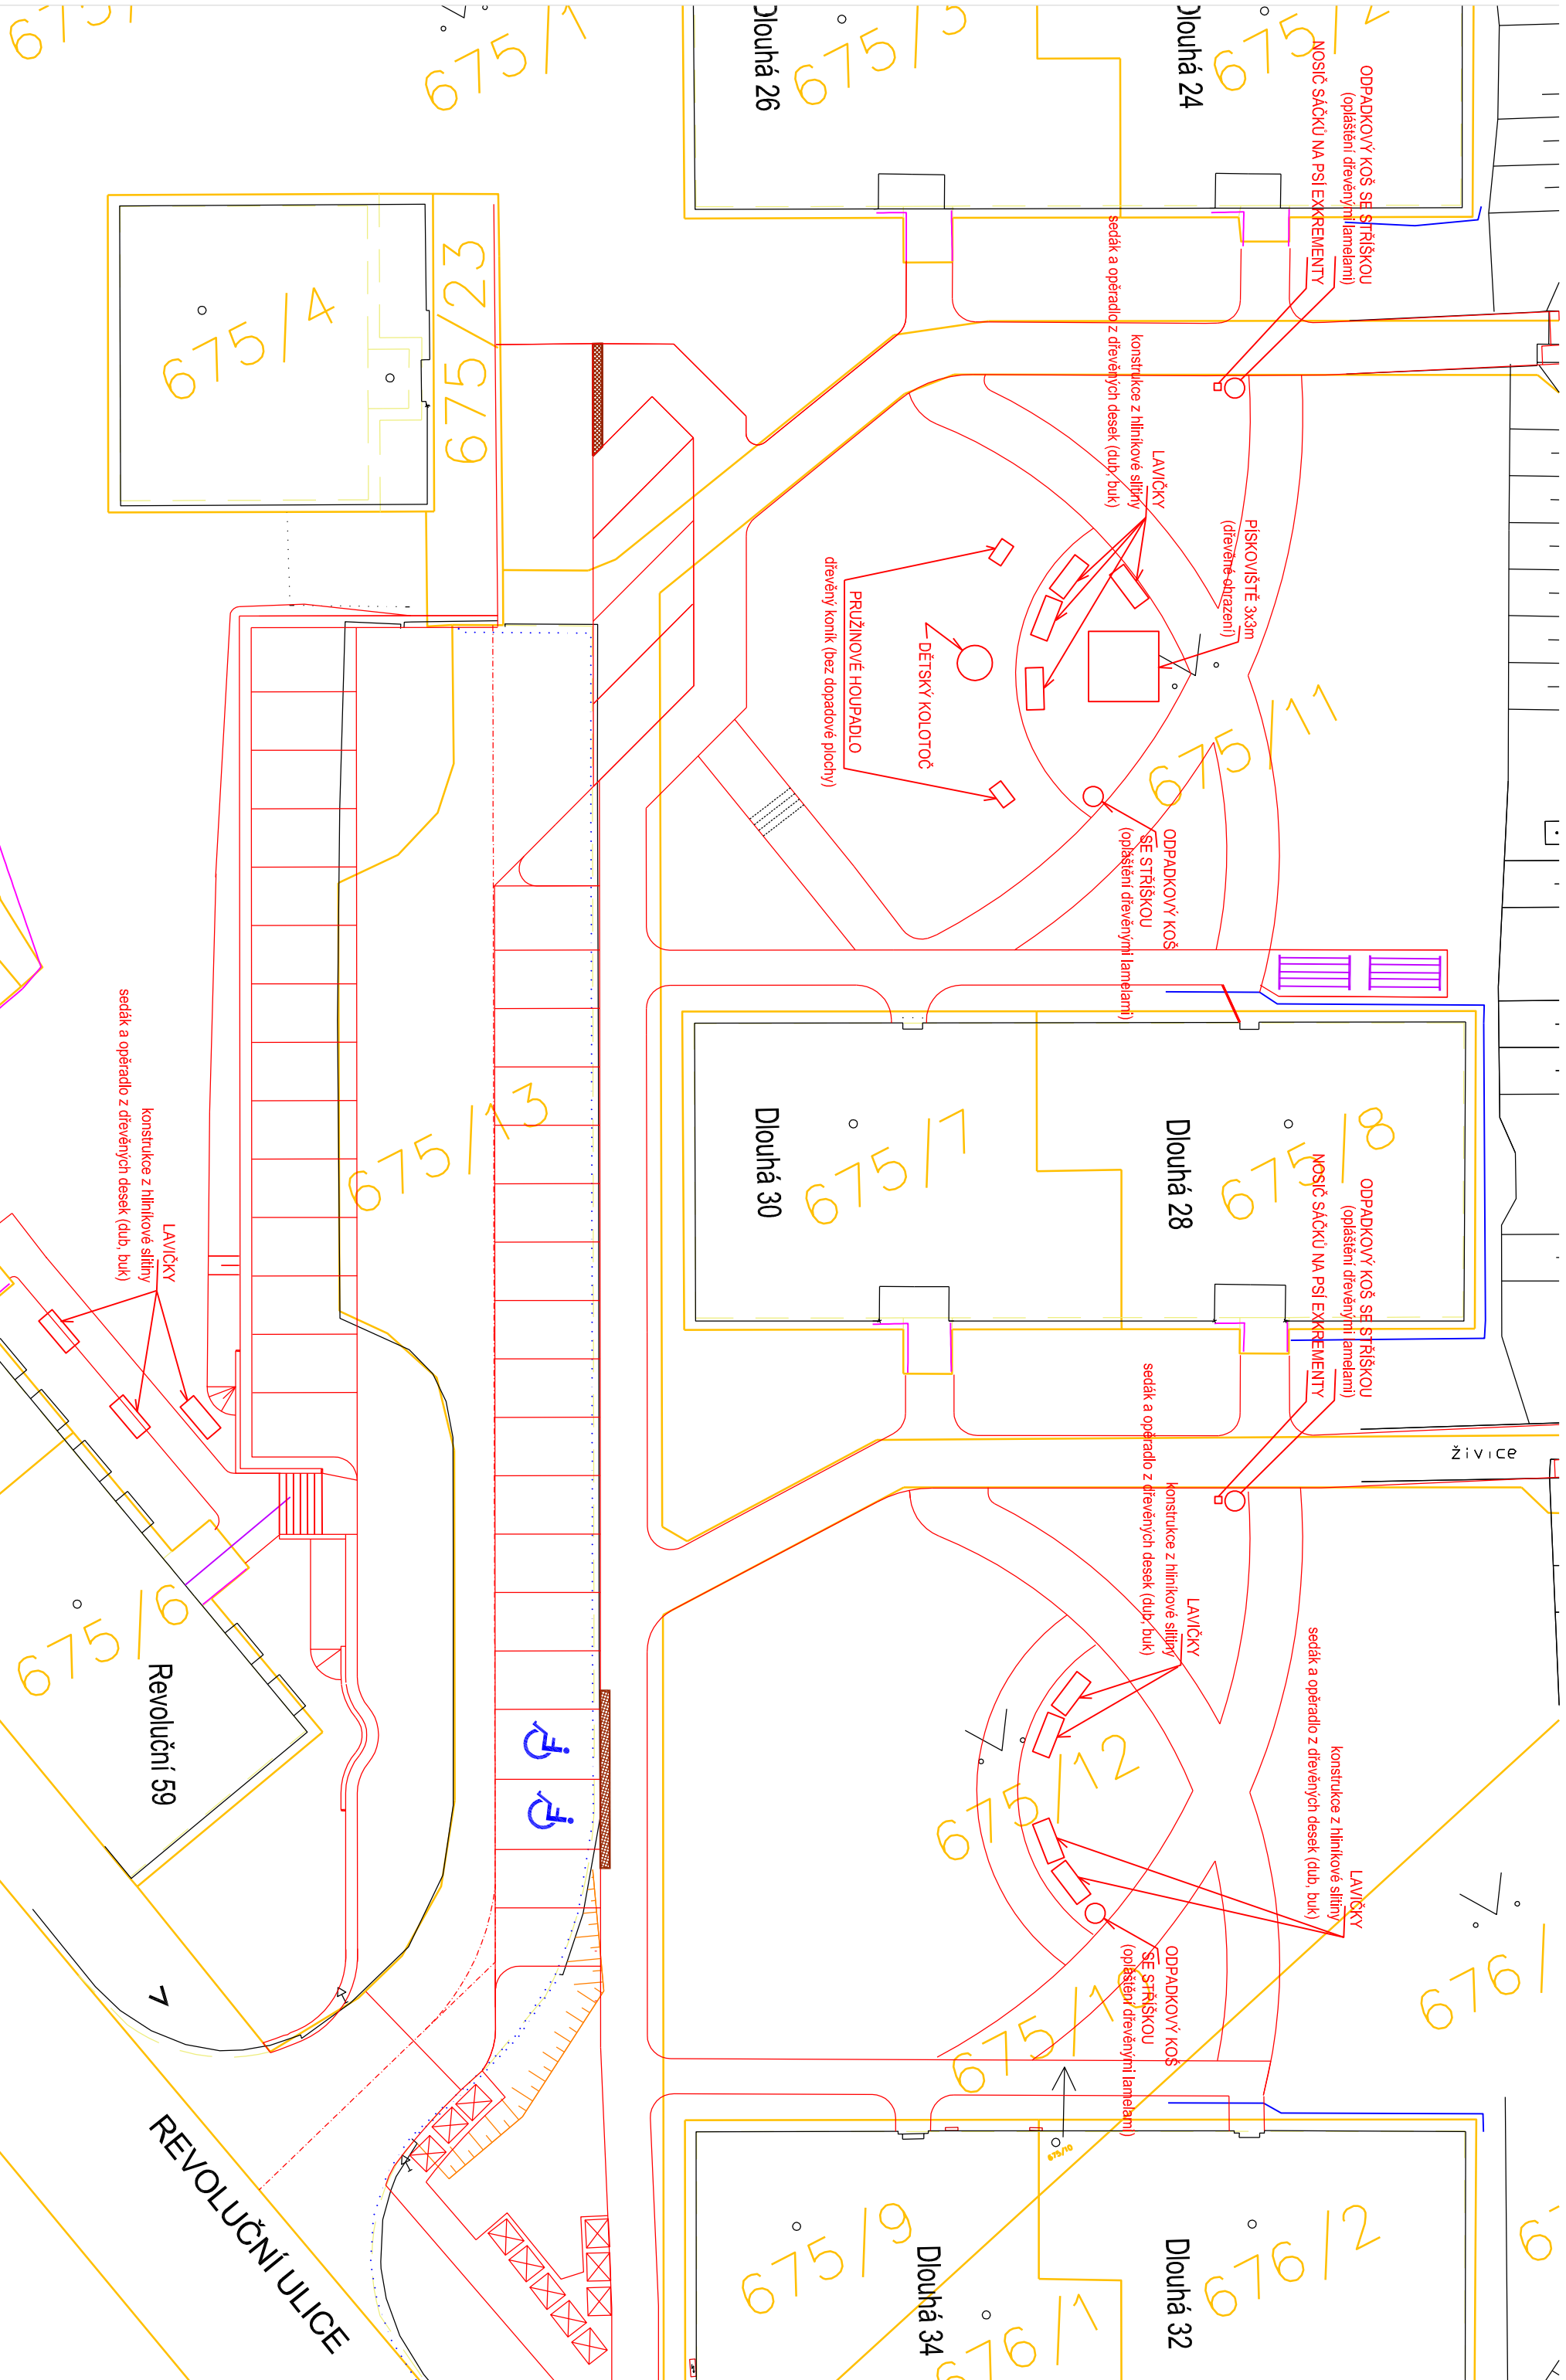 Dlouhá 24
Dlouhá 26
675/2
675/3
675/1
675/
ODPADKOVÝ KOŠ SE STŘÍŠKOU
(opláštění dřevěnými lamelami)
NOSIČ SÁČKŮ NA PSÍ EXKREMENTY
675/23
675/4
LAVIČKY
konstrukce z hliníkové slitiny
sedák a opěradlo z dřevěných desek (dub, buk)
PÍSKOVIŠTĚ 3x3m
(dřevěné ohrazení)
PRUŽINOVÉ HOUPADLO
dřevěný koník (bez dopadové plochy)
DĚTSKÝ KOLOTOČ
675/11
ODPADKOVÝ KOŠ
SE STŘÍŠKOU
(opláštění dřevěnými lamelami)
Dlouhá 28
Dlouhá 30
675/8
675/7
675/13
ODPADKOVÝ KOŠ SE STŘÍŠKOU
(opláštění dřevěnými lamelami)
NOSIČ SÁČKŮ NA PSÍ EXKREMENTY
LAVIČKY
konstrukce z hliníkové slitiny
sedák a opěradlo z dřevěných desek (dub, buk)
živice
LAVIČKY
konstrukce z hliníkové slitiny
sedák a opěradlo z dřevěných desek (dub, buk)
LAVIČKY
konstrukce z hliníkové slitiny
sedák a opěradlo z dřevěných desek (dub, buk)
675/6
Revoluční 59
675/12
676/
ODPADKOVÝ KOŠ
SE STŘÍŠKOU
(opláštění dřevěnými lamelami)
675/10
675/10
REVOLUČNÍ ULICE
675/9
676/2
676/1
Dlouhá 32
Dlouhá 34